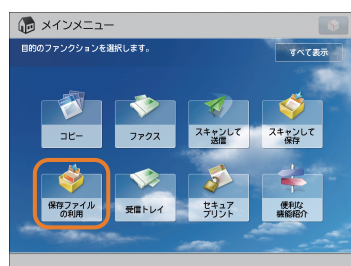 メインメニュー
目的のファンクションを選択します。
すべて表示
コピー
ファクス
スキャンして
送信
スキャンして
保存
保存ファイル
の利用
受信トレイ
セキュア
プリント
便利な
機能紹介